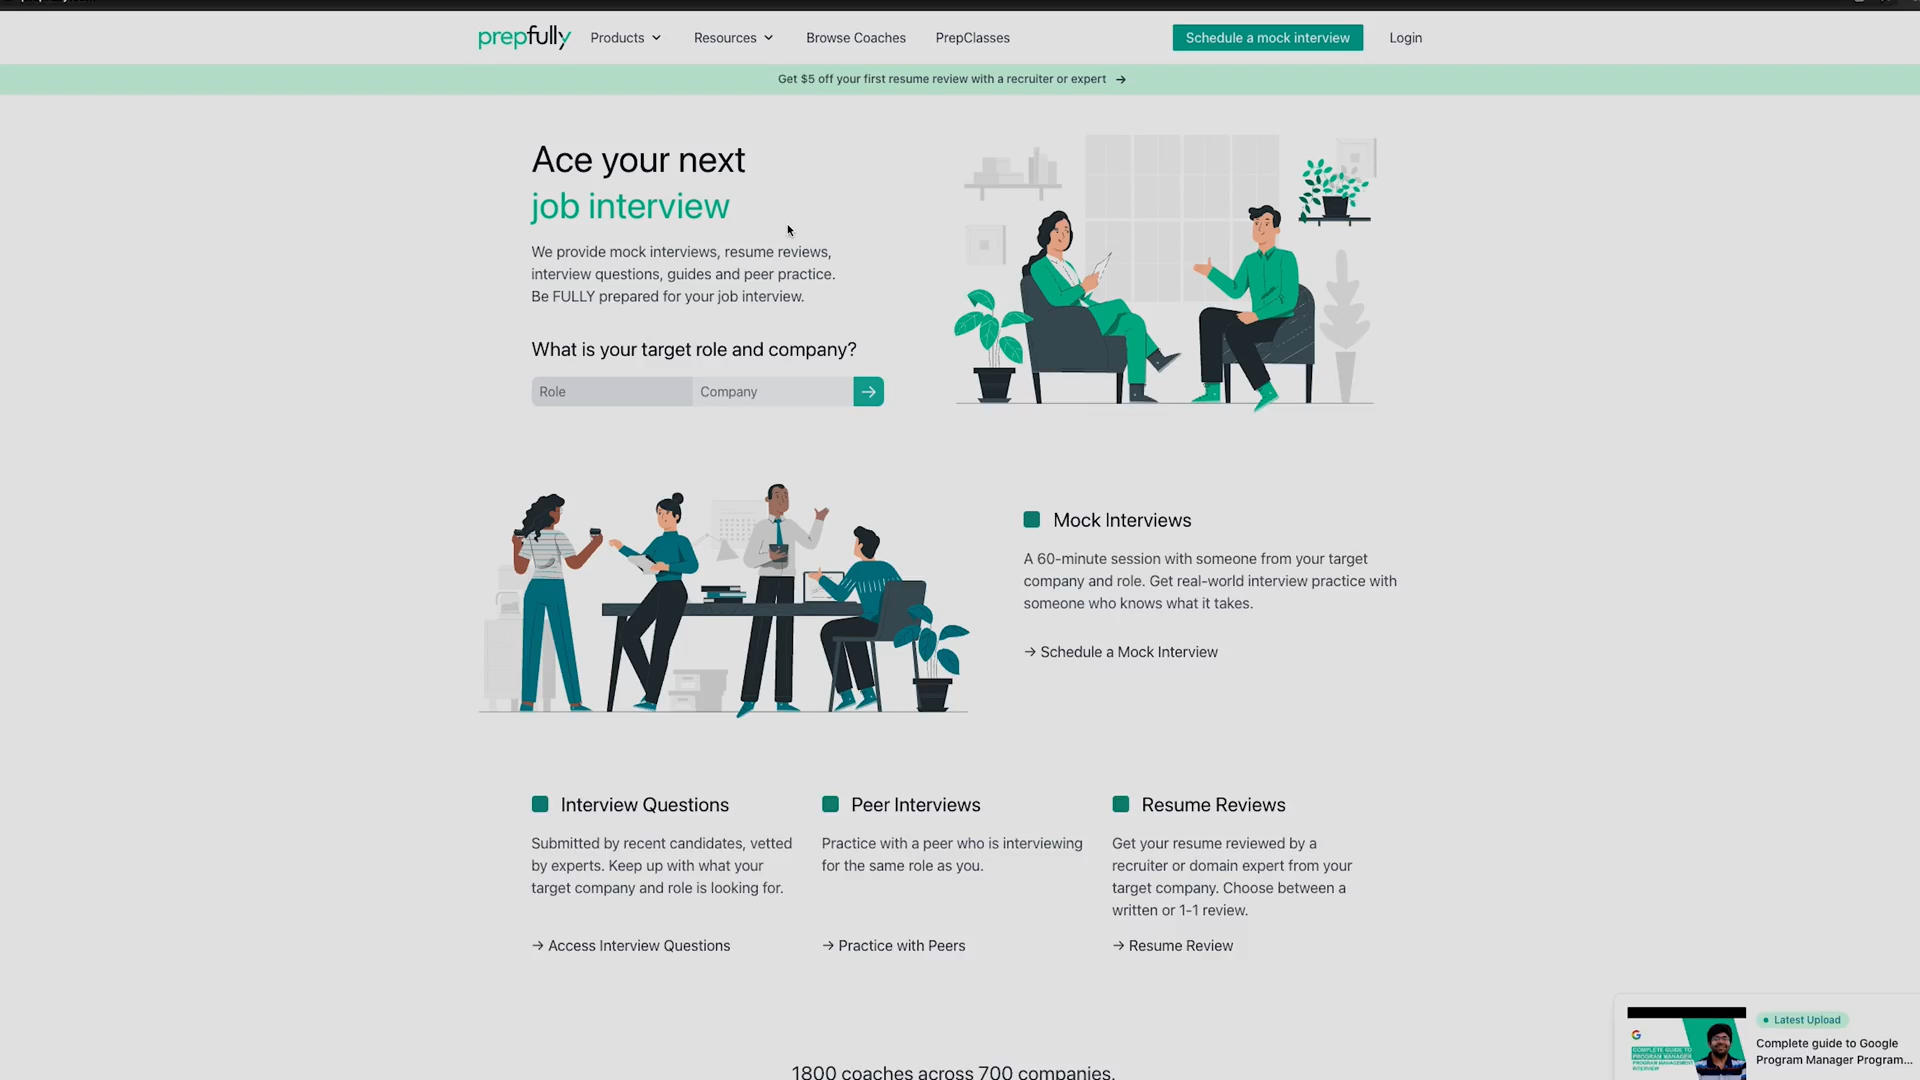 prepfully
Products
Resources
Browse Coaches
PrepClasses
Schedule a mock interview
Login
Get $5 off your first resume review with a recruiter or expert →
Ace your next
job interview
We provide mock interviews, resume reviews,
interview questions, guides and peer practice.
Be FULLY prepared for your job interview.
What is your target role and company?
Role
Company
→
Mock Interviews
A 60-minute session with someone from your target
company and role. Get real-world interview practice with
someone who knows what it takes.
→ Schedule a Mock Interview
Interview Questions
Submitted by recent candidates, vetted
by experts. Keep up with what your
target company and role is looking for.
→ Access Interview Questions
Peer Interviews
Practice with a peer who is interviewing
for the same role as you.
→ Practice with Peers
Resume Reviews
Get your resume reviewed by a
recruiter or domain expert from your
target company. Choose between a
written or 1-1 review.
→ Resume Review
Latest Upload
Complete guide to Google
Program Manager Program...
COMPLETE GUIDE TO
PROGRAM MANAGER
PROGRAM MANAGEMENT
INTERVIEW
1800 coaches across 700 companies.